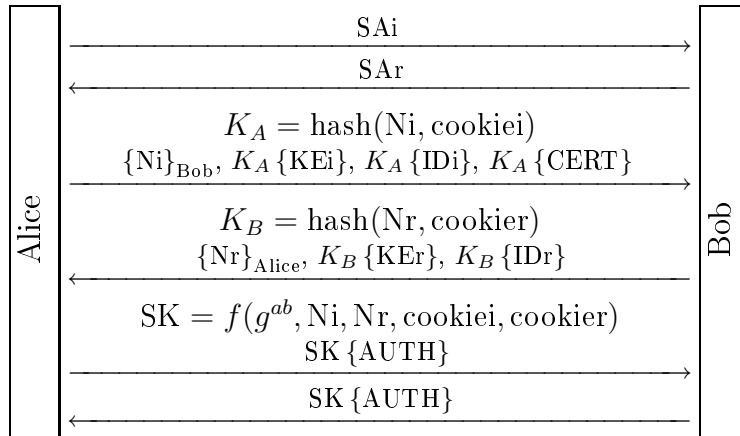 Alice
Bob
SAi
SAr
K_A = hash(Ni, cookiei)
{Ni}_Bob, K_A {KEi}, K_A {IDi}, K_A {CERT}
K_B = hash(Nr, cookier)
{Nr}_Alice, K_B {KEr}, K_B {IDr}
SK = f(g^{ab}, Ni, Nr, cookiei, cookier)
SK {AUTH}
SK {AUTH}